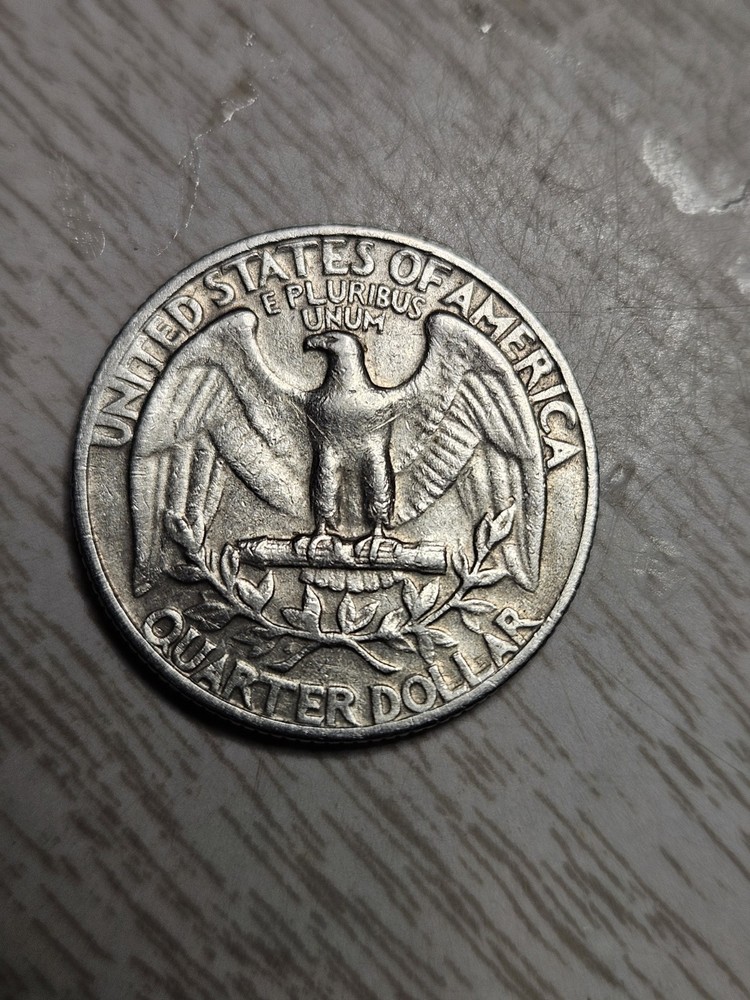 UNITED STATES OF AMERICA
E PLURIBUS
UNUM
QUARTER DOLLAR